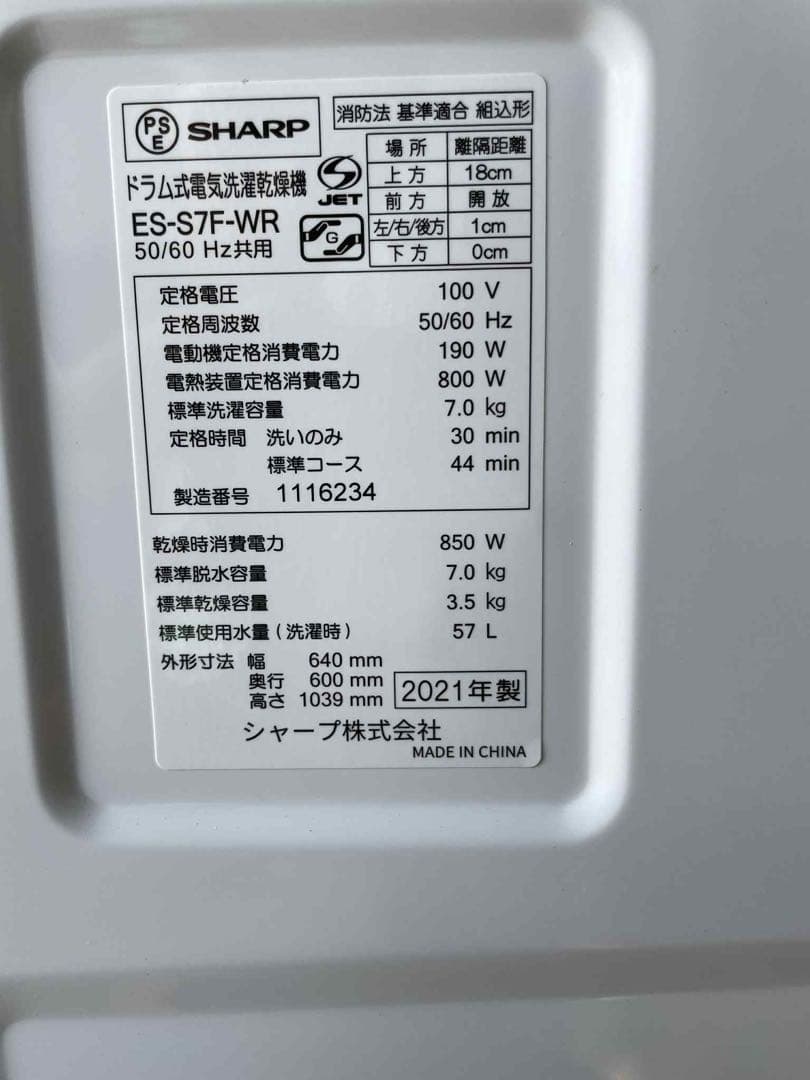 PSE SHARP
消防法 基準適合 組込形
場所 離隔距離
上方 18cm
前方 開放
左/右/後方 1cm
下方 0cm
ドラム式電気洗濯乾燥機
S JET
ES-S7F-WR
G
50/60 Hz共用
定格電圧 100 V
定格周波数 50/60 Hz
電動機定格消費電力 190 W
電熱装置定格消費電力 800 W
標準洗濯容量 7.0 kg
定格時間 洗いのみ 30 min
標準コース 44 min
製造番号 1116234
乾燥時消費電力 850 W
標準脱水容量 7.0 kg
標準乾燥容量 3.5 kg
標準使用水量(洗濯時) 57 L
外形寸法 幅 640 mm
奥行 600 mm
高さ 1039 mm
2021年製
シャープ株式会社
MADE IN CHINA